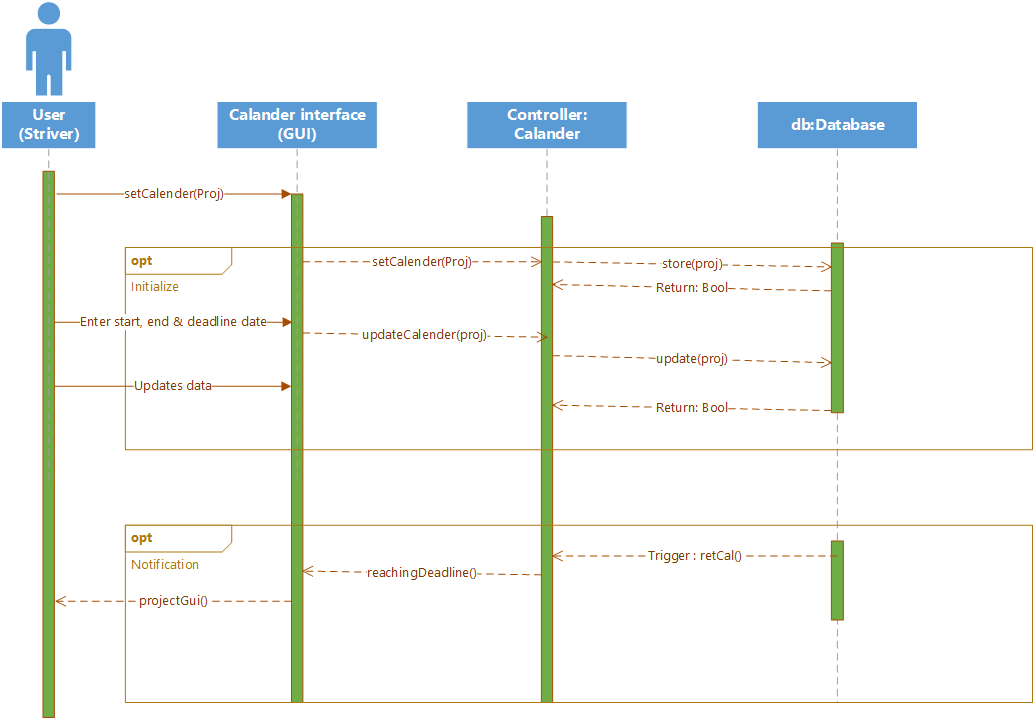 User
(Striver)
Calander interface
(GUI)
Controller:
Calander
db:Database
setCalender(Proj)
opt
Initialize
setCalender(Proj)
store(proj)
Return: Bool
Enter start, end & deadline date
updateCalender(proj)
update(proj)
Updates data
Return: Bool
opt
Notification
Trigger : retCal()
reachingDeadline()
projectGui()